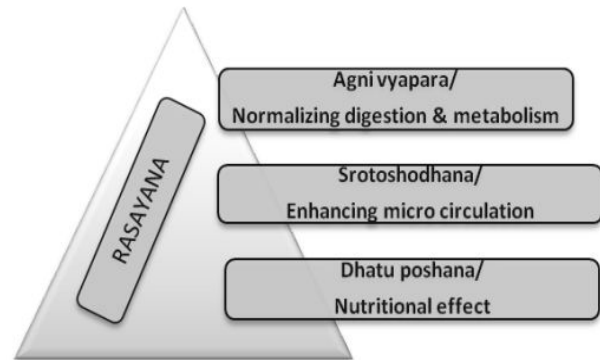 RASAYANA
Agni vyapara/
Normalizing digestion & metabolism
Srotoshodhana/
Enhancing micro circulation
Dhatu poshana/
Nutritional effect